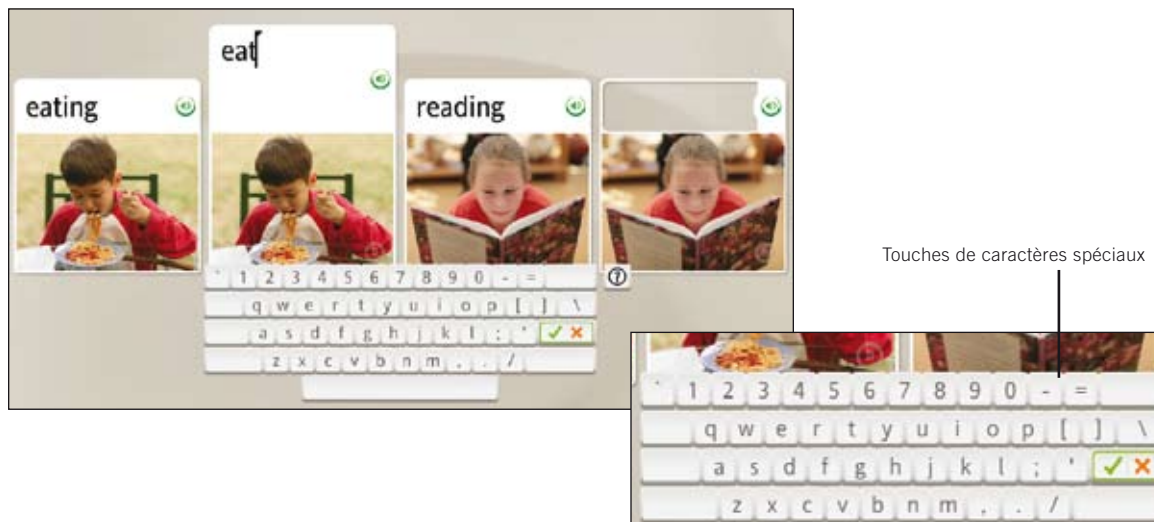 eat
eating
reading
` 1 2 3 4 5 6 7 8 9 0 - =
q w e r t y u i o p [ ] \
a s d f g h j k l ; '
z x c v b n m , . /
Touches de caractères spéciaux
` 1 2 3 4 5 6 7 8 9 0 - =
q w e r t y u i o p [ ] \
a s d f g h j k l ; '
z x c v b n m , . /